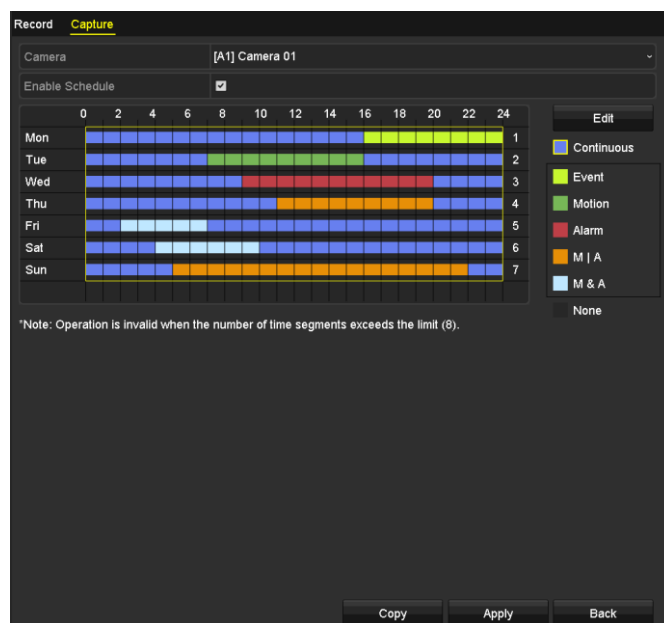 Record Capture
Camera [A1] Camera 01
Enable Schedule
0 2 4 6 8 10 12 14 16 18 20 22 24
Edit
Mon 1
Continuous
Tue 2
Wed 3
Event
Thu 4
Motion
Fri 5
Alarm
Sat 6
M | A
Sun 7
M & A
None
*Note: Operation is invalid when the number of time segments exceeds the limit (8).
Copy Apply Back